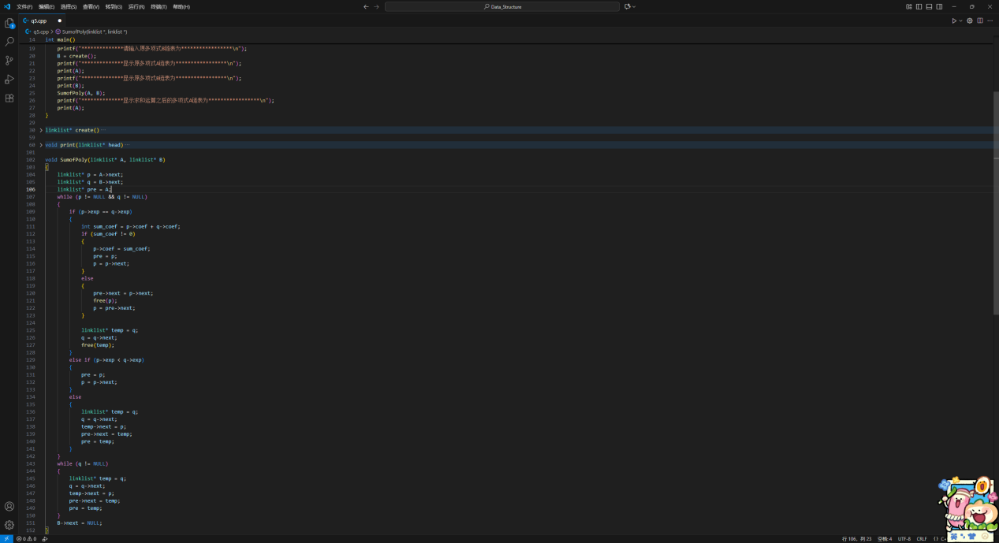 文件(F) 编辑(E) 选择(S) 查看(V) 转到(G) 运行(R) 终端(T) 帮助(H)
Data_Structure
q5.cpp
q5.cpp > SumofPoly(linklist *, linklist *)
14 int main()
19 printf("**************请输入原多项式B链表为*****************\n");
20 B = create();
21 printf("**************显示原多项式A链表为*****************\n");
22 print(A);
23 printf("**************显示原多项式B链表为*****************\n");
24 print(B);
25 SumofPoly(A, B);
26 printf("**************显示求和运算之后的多项式A链表为*****************\n");
27 print(A);
28 }
29
30 linklist* create() ···
59
60 void print(linklist* head) ···
101
102 void SumofPoly(linklist* A, linklist* B)
103 {
104 linklist* p = A->next;
105 linklist* q = B->next;
106 linklist* pre = A;
107 while (p != NULL && q != NULL)
108 {
109 if (p->exp == q->exp)
110 {
111 int sum_coef = p->coef + q->coef;
112 if (sum_coef != 0)
113 {
114 p->coef = sum_coef;
115 pre = p;
116 p = p->next;
117 }
118 else
119 {
120 pre->next = p->next;
121 free(p);
122 p = pre->next;
123 }
124
125 linklist* temp = q;
126 q = q->next;
127 free(temp);
128 }
129 else if (p->exp < q->exp)
130 {
131 pre = p;
132 p = p->next;
133 }
134 else
135 {
136 linklist* temp = q;
137 q = q->next;
138 temp->next = p;
139 pre->next = temp;
140 pre = temp;
141 }
142 }
143 while (q != NULL)
144 {
145 linklist* temp = q;
146 q = q->next;
147 temp->next = p;
148 pre->next = temp;
149 pre = temp;
150 }
151 B->next = NULL;
152 }
0 0
行 106，列 23 空格: 4 UTF-8 CRLF {} C+
英